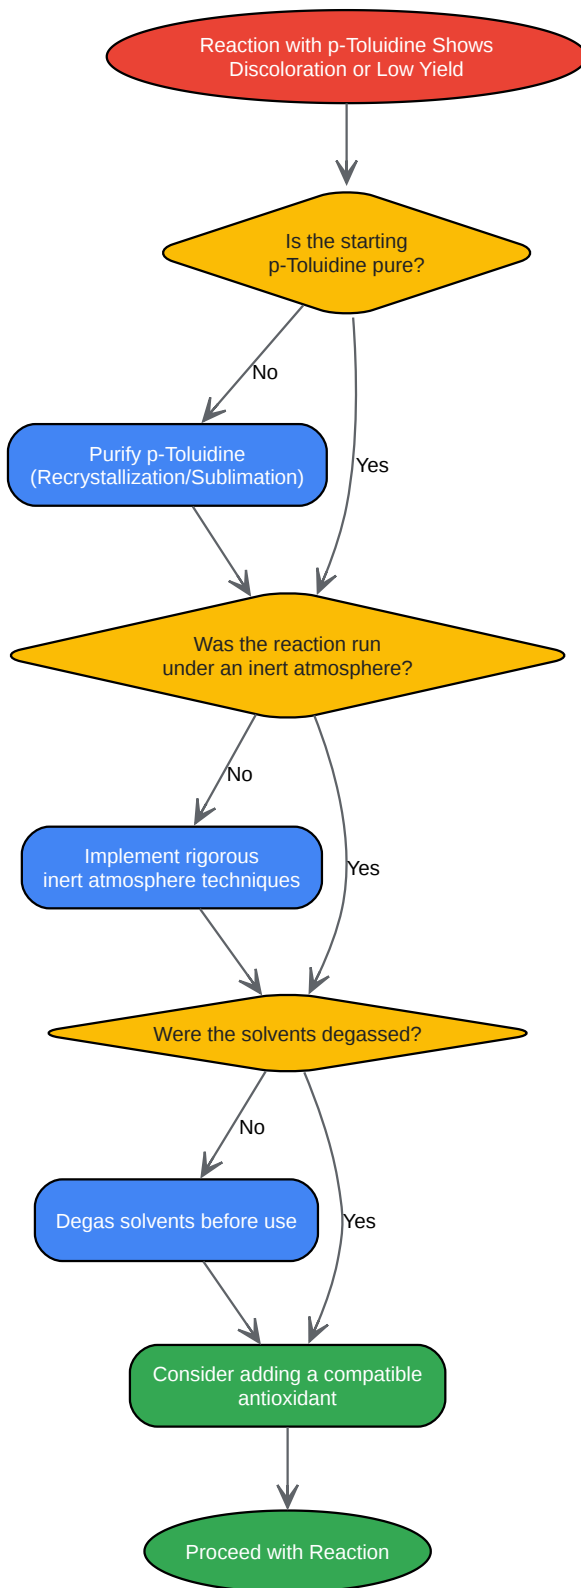 Reaction with p-Toluidine Shows
Discoloration or Low Yield
Is the starting
p-Toluidine pure?
No
Purify p-Toluidine
(Recrystallization/Sublimation)
Yes
Was the reaction run
under an inert atmosphere?
No
Implement rigorous
inert atmosphere techniques
Yes
Were the solvents degassed?
No
Degas solvents before use
Yes
Consider adding a compatible
antioxidant
Proceed with Reaction